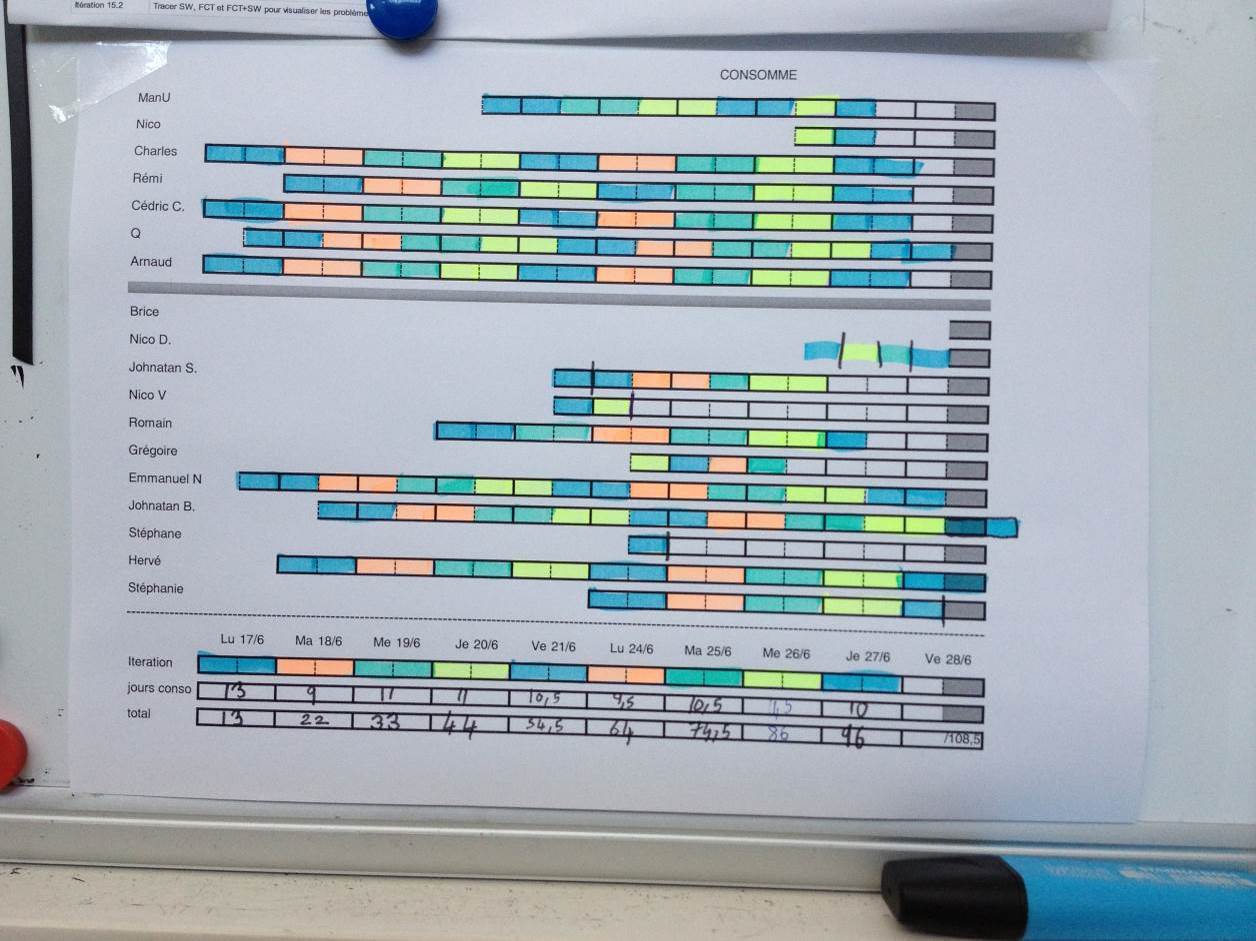 Itération 15.2 Tracer SW, FCT et FCT+SW pour visualiser les problème
CONSOMME
ManU
Nico
Charles
Rémi
Cédric C.
Q
Arnaud
Brice
Nico D.
Johnatan S.
Nico V
Romain
Grégoire
Emmanuel N
Johnatan B.
Stéphane
Hervé
Stéphanie
Lu 17/6 Ma 18/6 Me 19/6 Je 20/6 Ve 21/6 Lu 24/6 Ma 25/6 Me 26/6 Je 27/6 Ve 28/6
Iteration
jours conso 13 9 11 11 10,5 9,5 10,5 10
total 13 22 33 44 54,5 64 74,5 86 96 /108,5